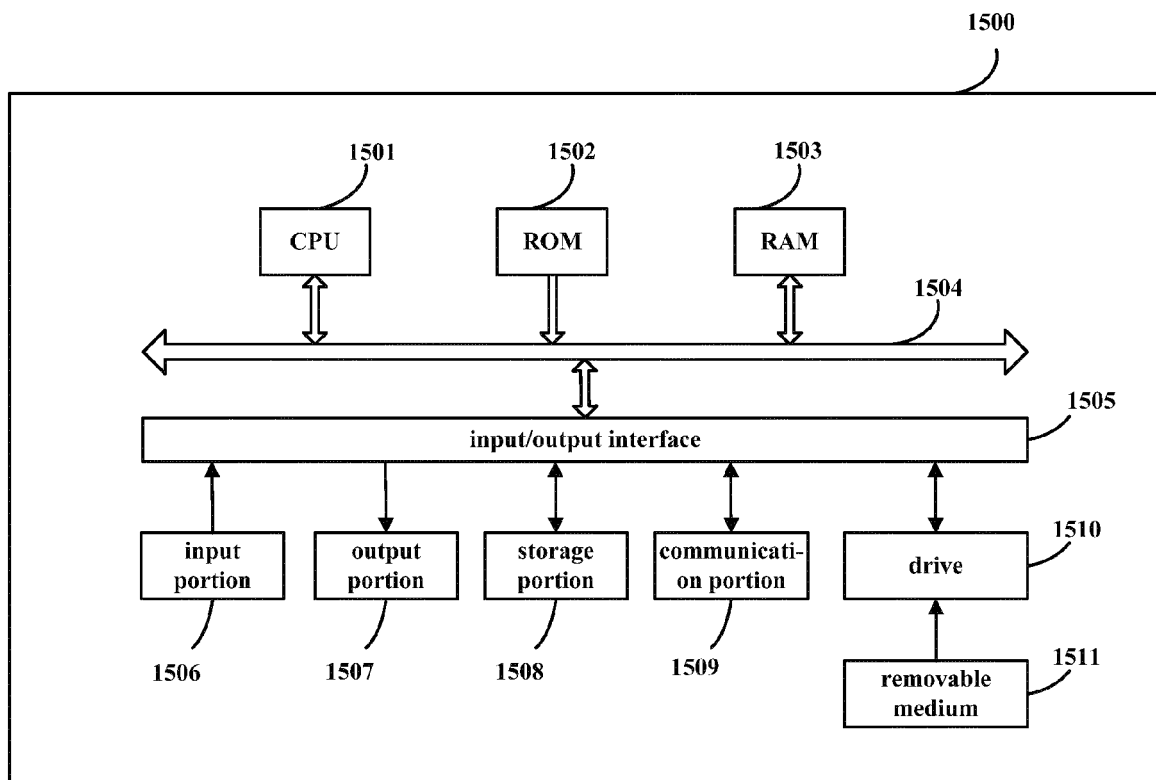 1500
1501
1502
1503
CPU
ROM
RAM
1504
1505
input/output interface
input
portion
output
portion
storage
portion
communicati-
on portion
drive
1510
1506
1507
1508
1509
removable
medium
1511